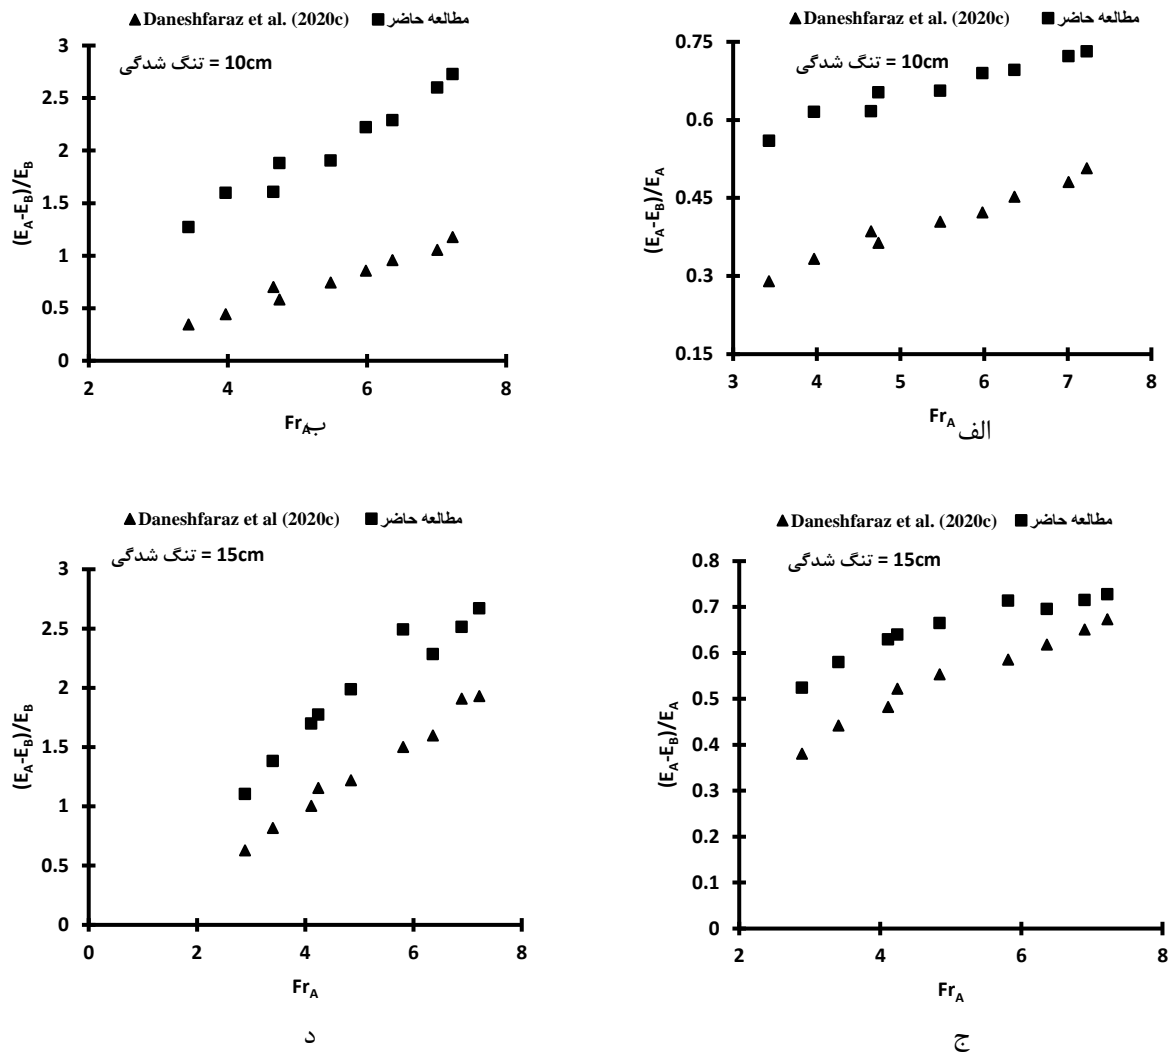 ▲ Daneshfaraz et al. (2020c) ■ مطالعه حاضر
تنگ شدگی = 10cm
(E_A-E_B)/E_A
0.75
0.6
0.45
0.3
0.15
3 4 5 6 7 8
Fr_A
الف
▲ Daneshfaraz et al. (2020c) ■ مطالعه حاضر
تنگ شدگی = 10cm
(E_A-E_B)/E_B
3
2.5
2
1.5
1
0.5
0
2 4 6 8
Fr_A
ب
▲ Daneshfaraz et al. (2020c) ■ مطالعه حاضر
تنگ شدگی = 15cm
(E_A-E_B)/E_A
0.8
0.7
0.6
0.5
0.4
0.3
0.2
0.1
0
2 4 6 8
Fr_A
ج
▲ Daneshfaraz et al (2020c) ■ مطالعه حاضر
تنگ شدگی = 15cm
(E_A-E_B)/E_B
3
2.5
2
1.5
1
0.5
0
0 2 4 6 8
Fr_A
د